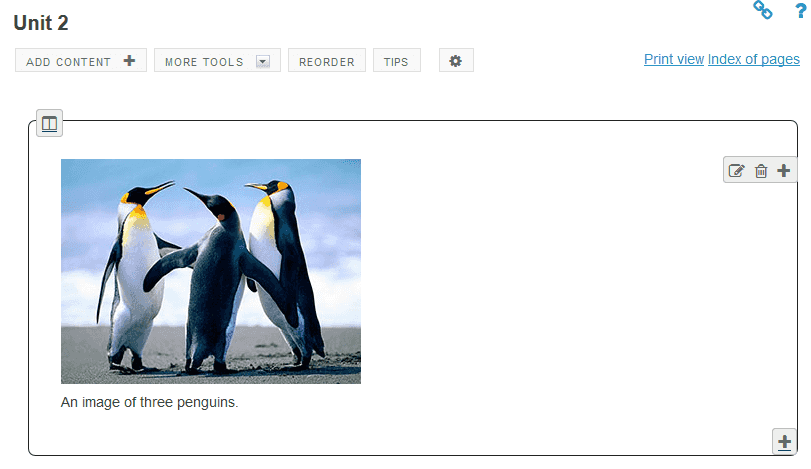 Unit 2
?
ADD CONTENT
MORE TOOLS
REORDER
TIPS
Print view Index of pages
An image of three penguins.